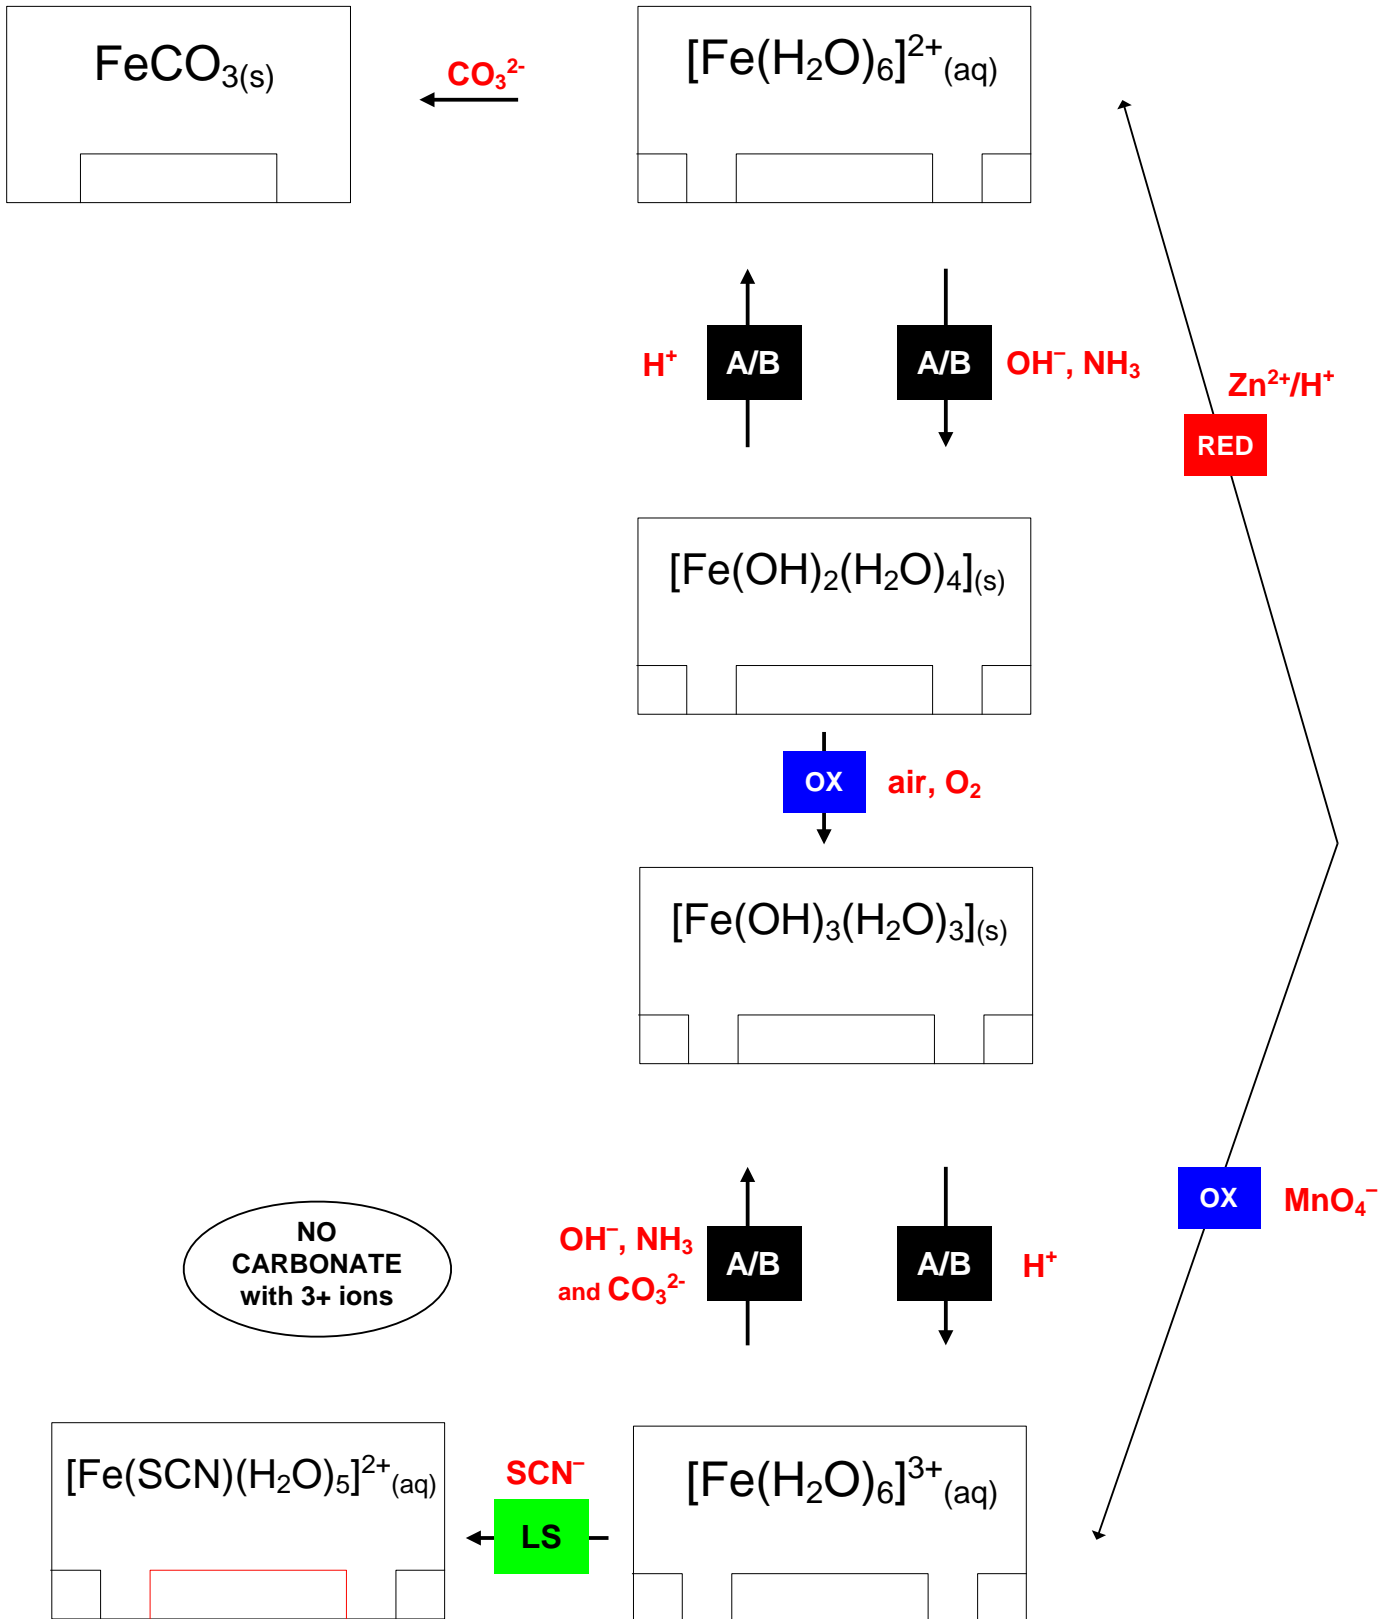 FeCO₃(s)
CO₃²⁻
[Fe(H₂O)₆]²⁺(aq)
H⁺
A/B
A/B
OH⁻, NH₃
Zn²⁺/H⁺
RED
[Fe(OH)₂(H₂O)₄](s)
OX
air, O₂
[Fe(OH)₃(H₂O)₃](s)
OX
MnO₄⁻
NO
CARBONATE
with 3+ ions
OH⁻, NH₃
and CO₃²⁻
A/B
A/B
H⁺
[Fe(SCN)(H₂O)₅]²⁺(aq)
SCN⁻
LS
[Fe(H₂O)₆]³⁺(aq)